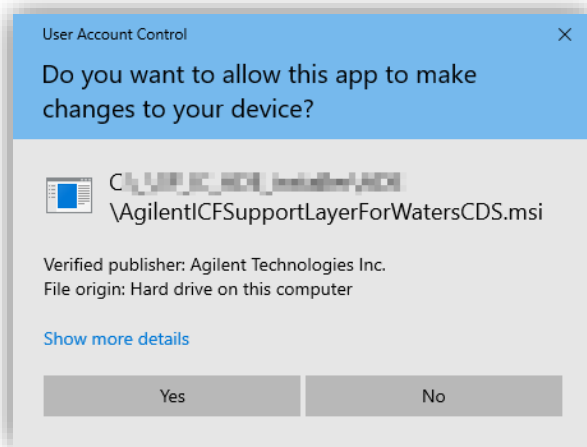 User Account Control
Do you want to allow this app to make
changes to your device?
\AgilentICFSupportLayerForWatersCDS.msi
Verified publisher: Agilent Technologies Inc.
File origin: Hard drive on this computer
Show more details
Yes
No